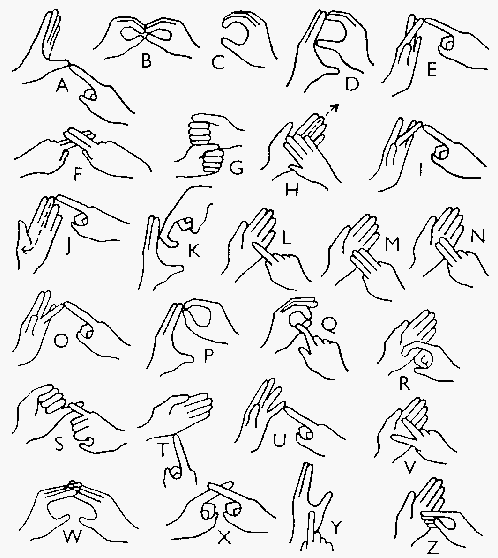 A B C D E
F G H I
J K L M N
O P Q R
S T U V
W X Y Z